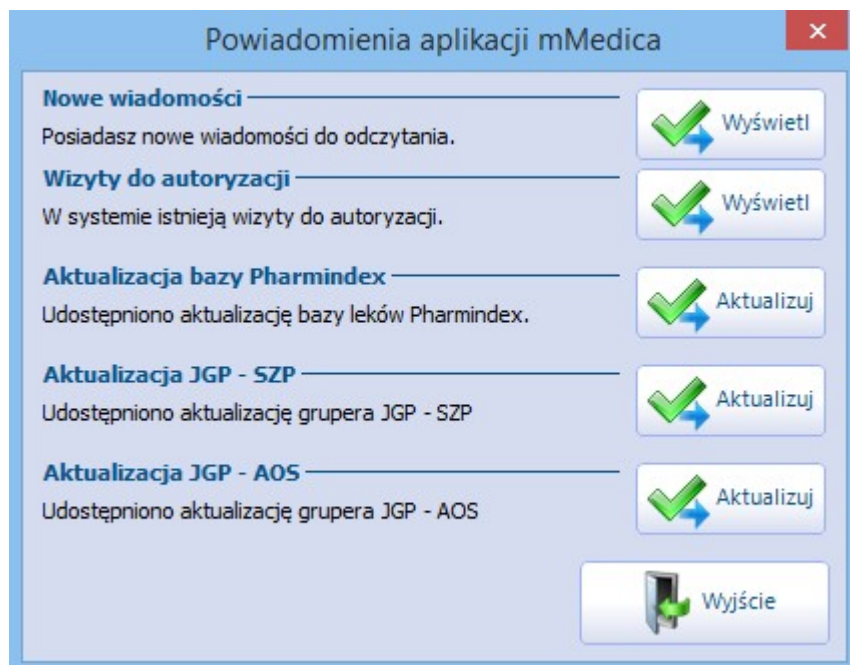 Powiadomienia aplikacji mMedica
Nowe wiadomości
Wyświetl
Posiadasz nowe wiadomości do odczytania.
Wizyty do autoryzacji
Wyświetl
W systemie istnieją wizyty do autoryzacji.
Aktualizacja bazy Pharmindex
Aktualizuj
Udostępniono aktualizację bazy leków Pharmindex.
Aktualizacja JGP - SZP
Aktualizuj
Udostępniono aktualizację grupera JGP - SZP
Aktualizacja JGP - AOS
Aktualizuj
Udostępniono aktualizację grupera JGP - AOS
Wyjście